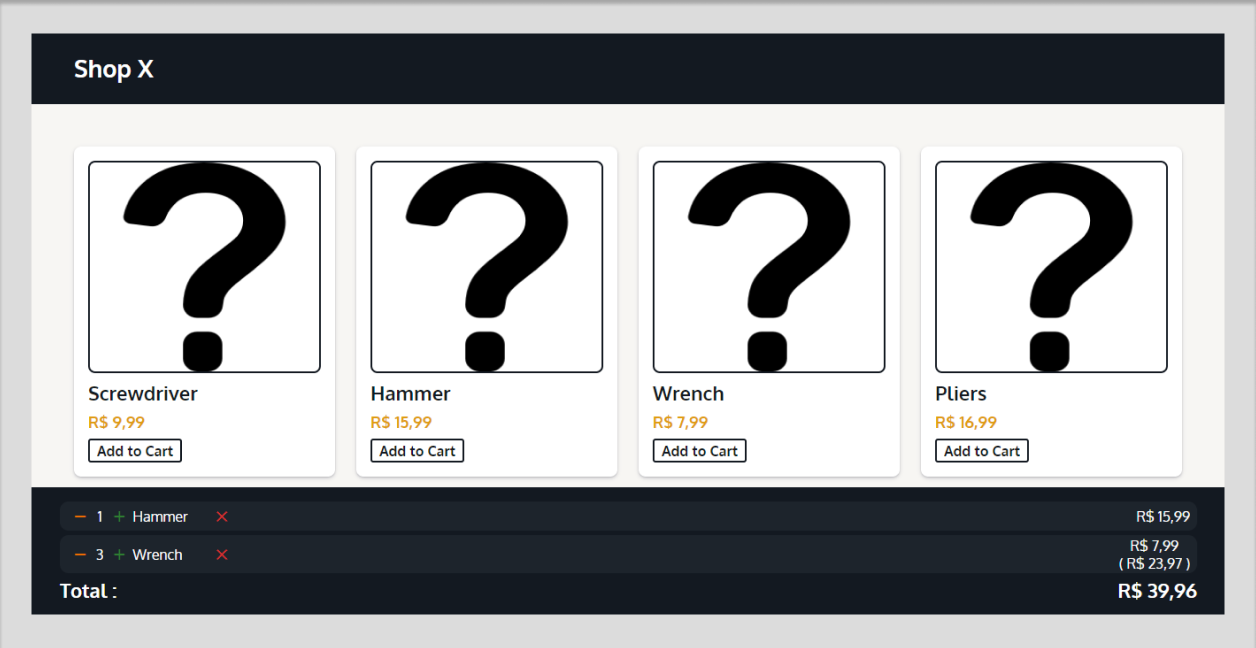 Shop X
Screwdriver
R$ 9,99
Add to Cart
Hammer
R$ 15,99
Add to Cart
Wrench
R$ 7,99
Add to Cart
Pliers
R$ 16,99
Add to Cart
1 + Hammer R$ 15,99
3 + Wrench R$ 7,99
( R$ 23,97 )
Total : R$ 39,96